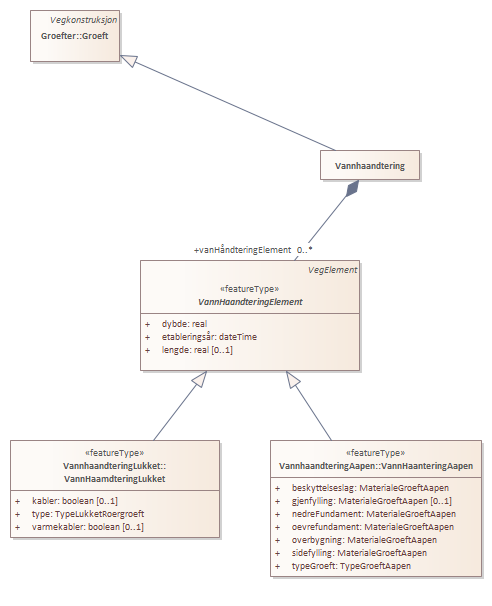 Vegkonstruksjon
Groefter::Groeft
Vannhaandtering
+vanHåndteringElement 0..*
VegElement
«featureType»
VannHaandteringElement
+ dybde: real
+ etableringsår: dateTime
+ lengde: real [0..1]
«featureType»
VannhaandteringLukket::
VannHaamdteringLukket
+ kabler: boolean [0..1]
+ type: TypeLukketRoergroeft
+ varmekabler: boolean [0..1]
«featureType»
VannhaandteringAapen::VannHaanteringAapen
+ beskyttelseslag: MaterialeGroeftAapen
+ gjenfylling: MaterialeGroeftAapen [0..1]
+ nedreFundament: MaterialeGroeftAapen
+ oevrefundament: MaterialeGroeftAapen
+ overbygning: MaterialeGroeftAapen
+ sidefylling: MaterialeGroeftAapen
+ typeGroeft: TypeGroeftAapen